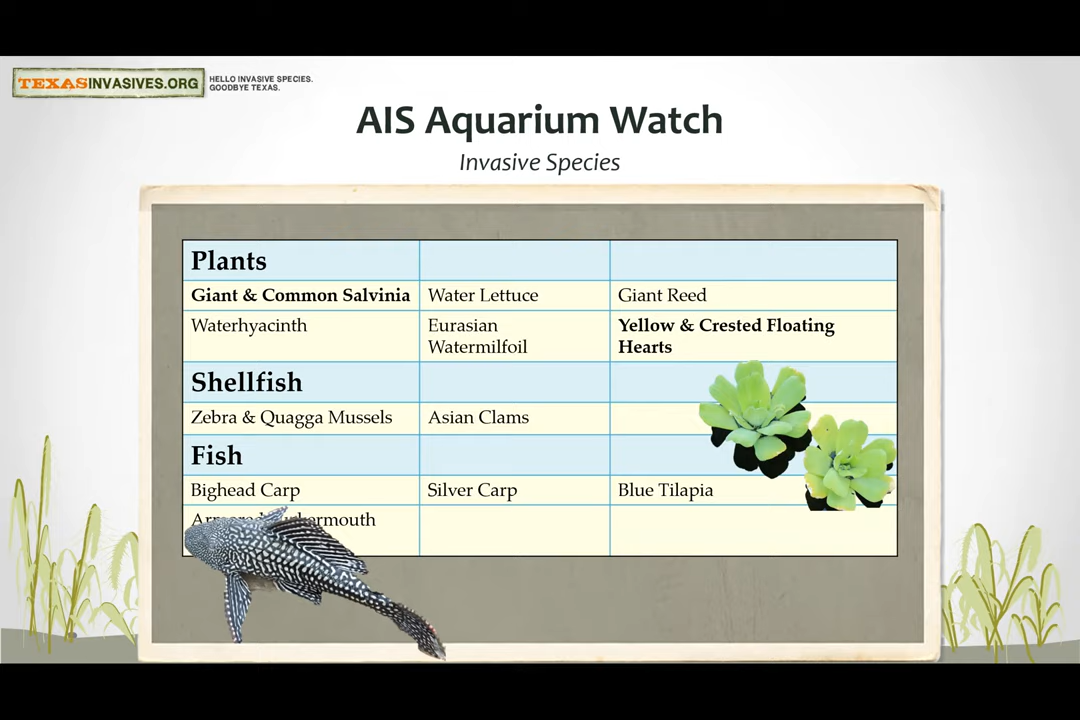 TEXASINVASIVES.ORG
HELLO INVASIVE SPECIES.
GOODBYE TEXAS.
AIS Aquarium Watch
Invasive Species
Plants
Giant & Common Salvinia Water Lettuce Giant Reed
Waterhyacinth Eurasian Yellow & Crested Floating
Watermilfoil Hearts
Shellfish
Zebra & Quagga Mussels Asian Clams
Fish
Bighead Carp Silver Carp Blue Tilapia